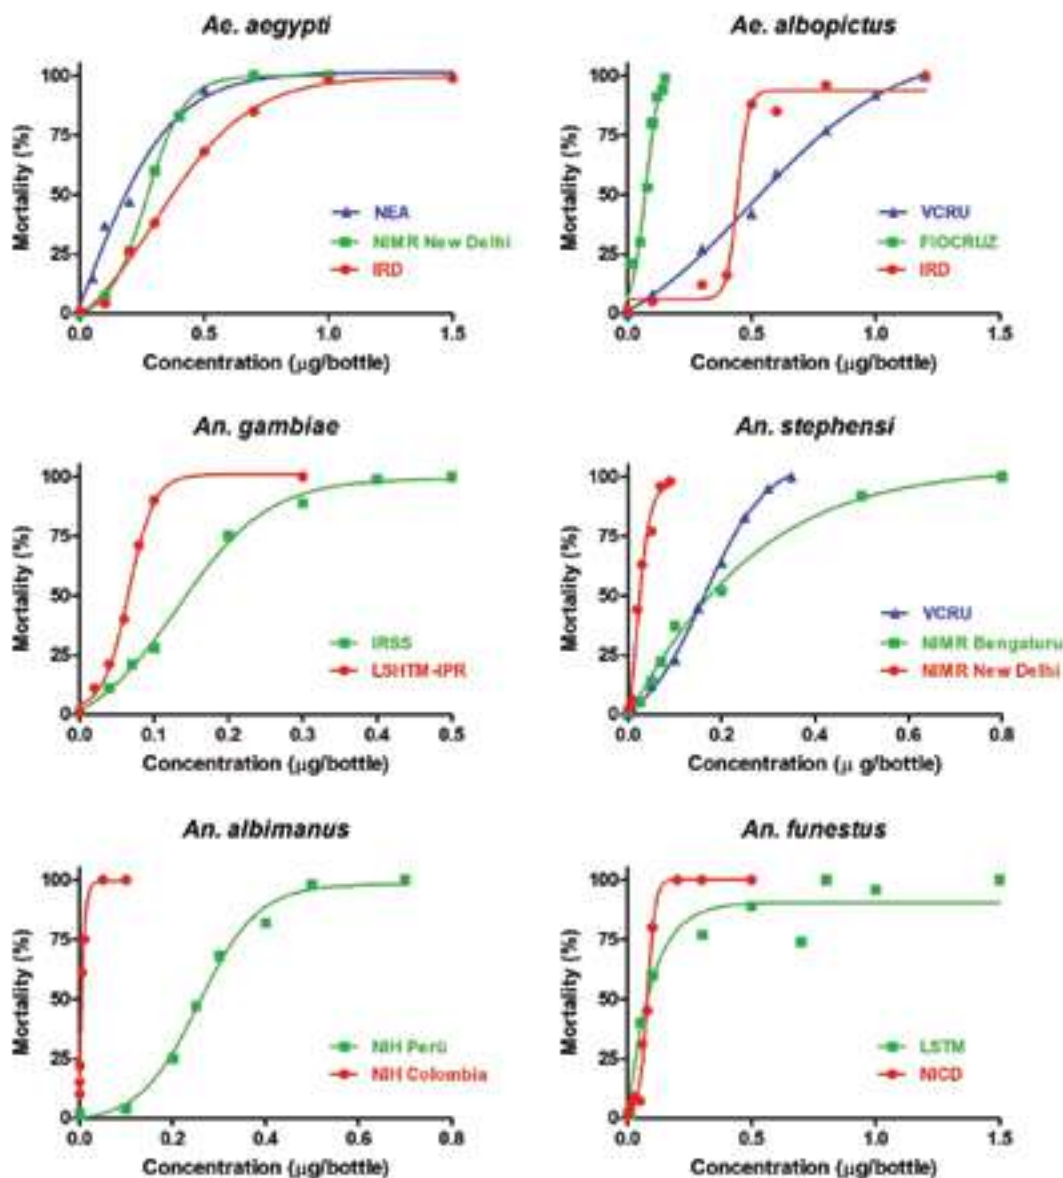 Ae. aegypti
Mortality (%)
100
75
50
25
0
NEA
NIMR New Delhi
IRD
0.0 0.5 1.0 1.5
Concentration (μg/bottle)
Ae. albopictus
Mortality (%)
100
75
50
25
0
VCRU
FIOCRUZ
IRD
0.0 0.5 1.0 1.5
Concentration (μg/bottle)
An. gambiae
Mortality (%)
100
75
50
25
0
IRSS
LSHTM-IPR
0.0 0.1 0.2 0.3 0.4 0.5
Concentration (μg/bottle)
An. stephensi
Mortality (%)
100
75
50
25
0
VCRU
NIMR Bengaluru
NIMR New Delhi
0.0 0.2 0.4 0.6 0.8
Concentration (μ g/bottle)
An. albimanus
Mortality (%)
100
75
50
25
0
NIH Perú
NIH Colombia
0.0 0.2 0.4 0.6 0.8
Concentration (μg/bottle)
An. funestus
Mortality (%)
100
75
50
25
0
LSTM
NICD
0.0 0.5 1.0 1.5
Concentration (μg/bottle)